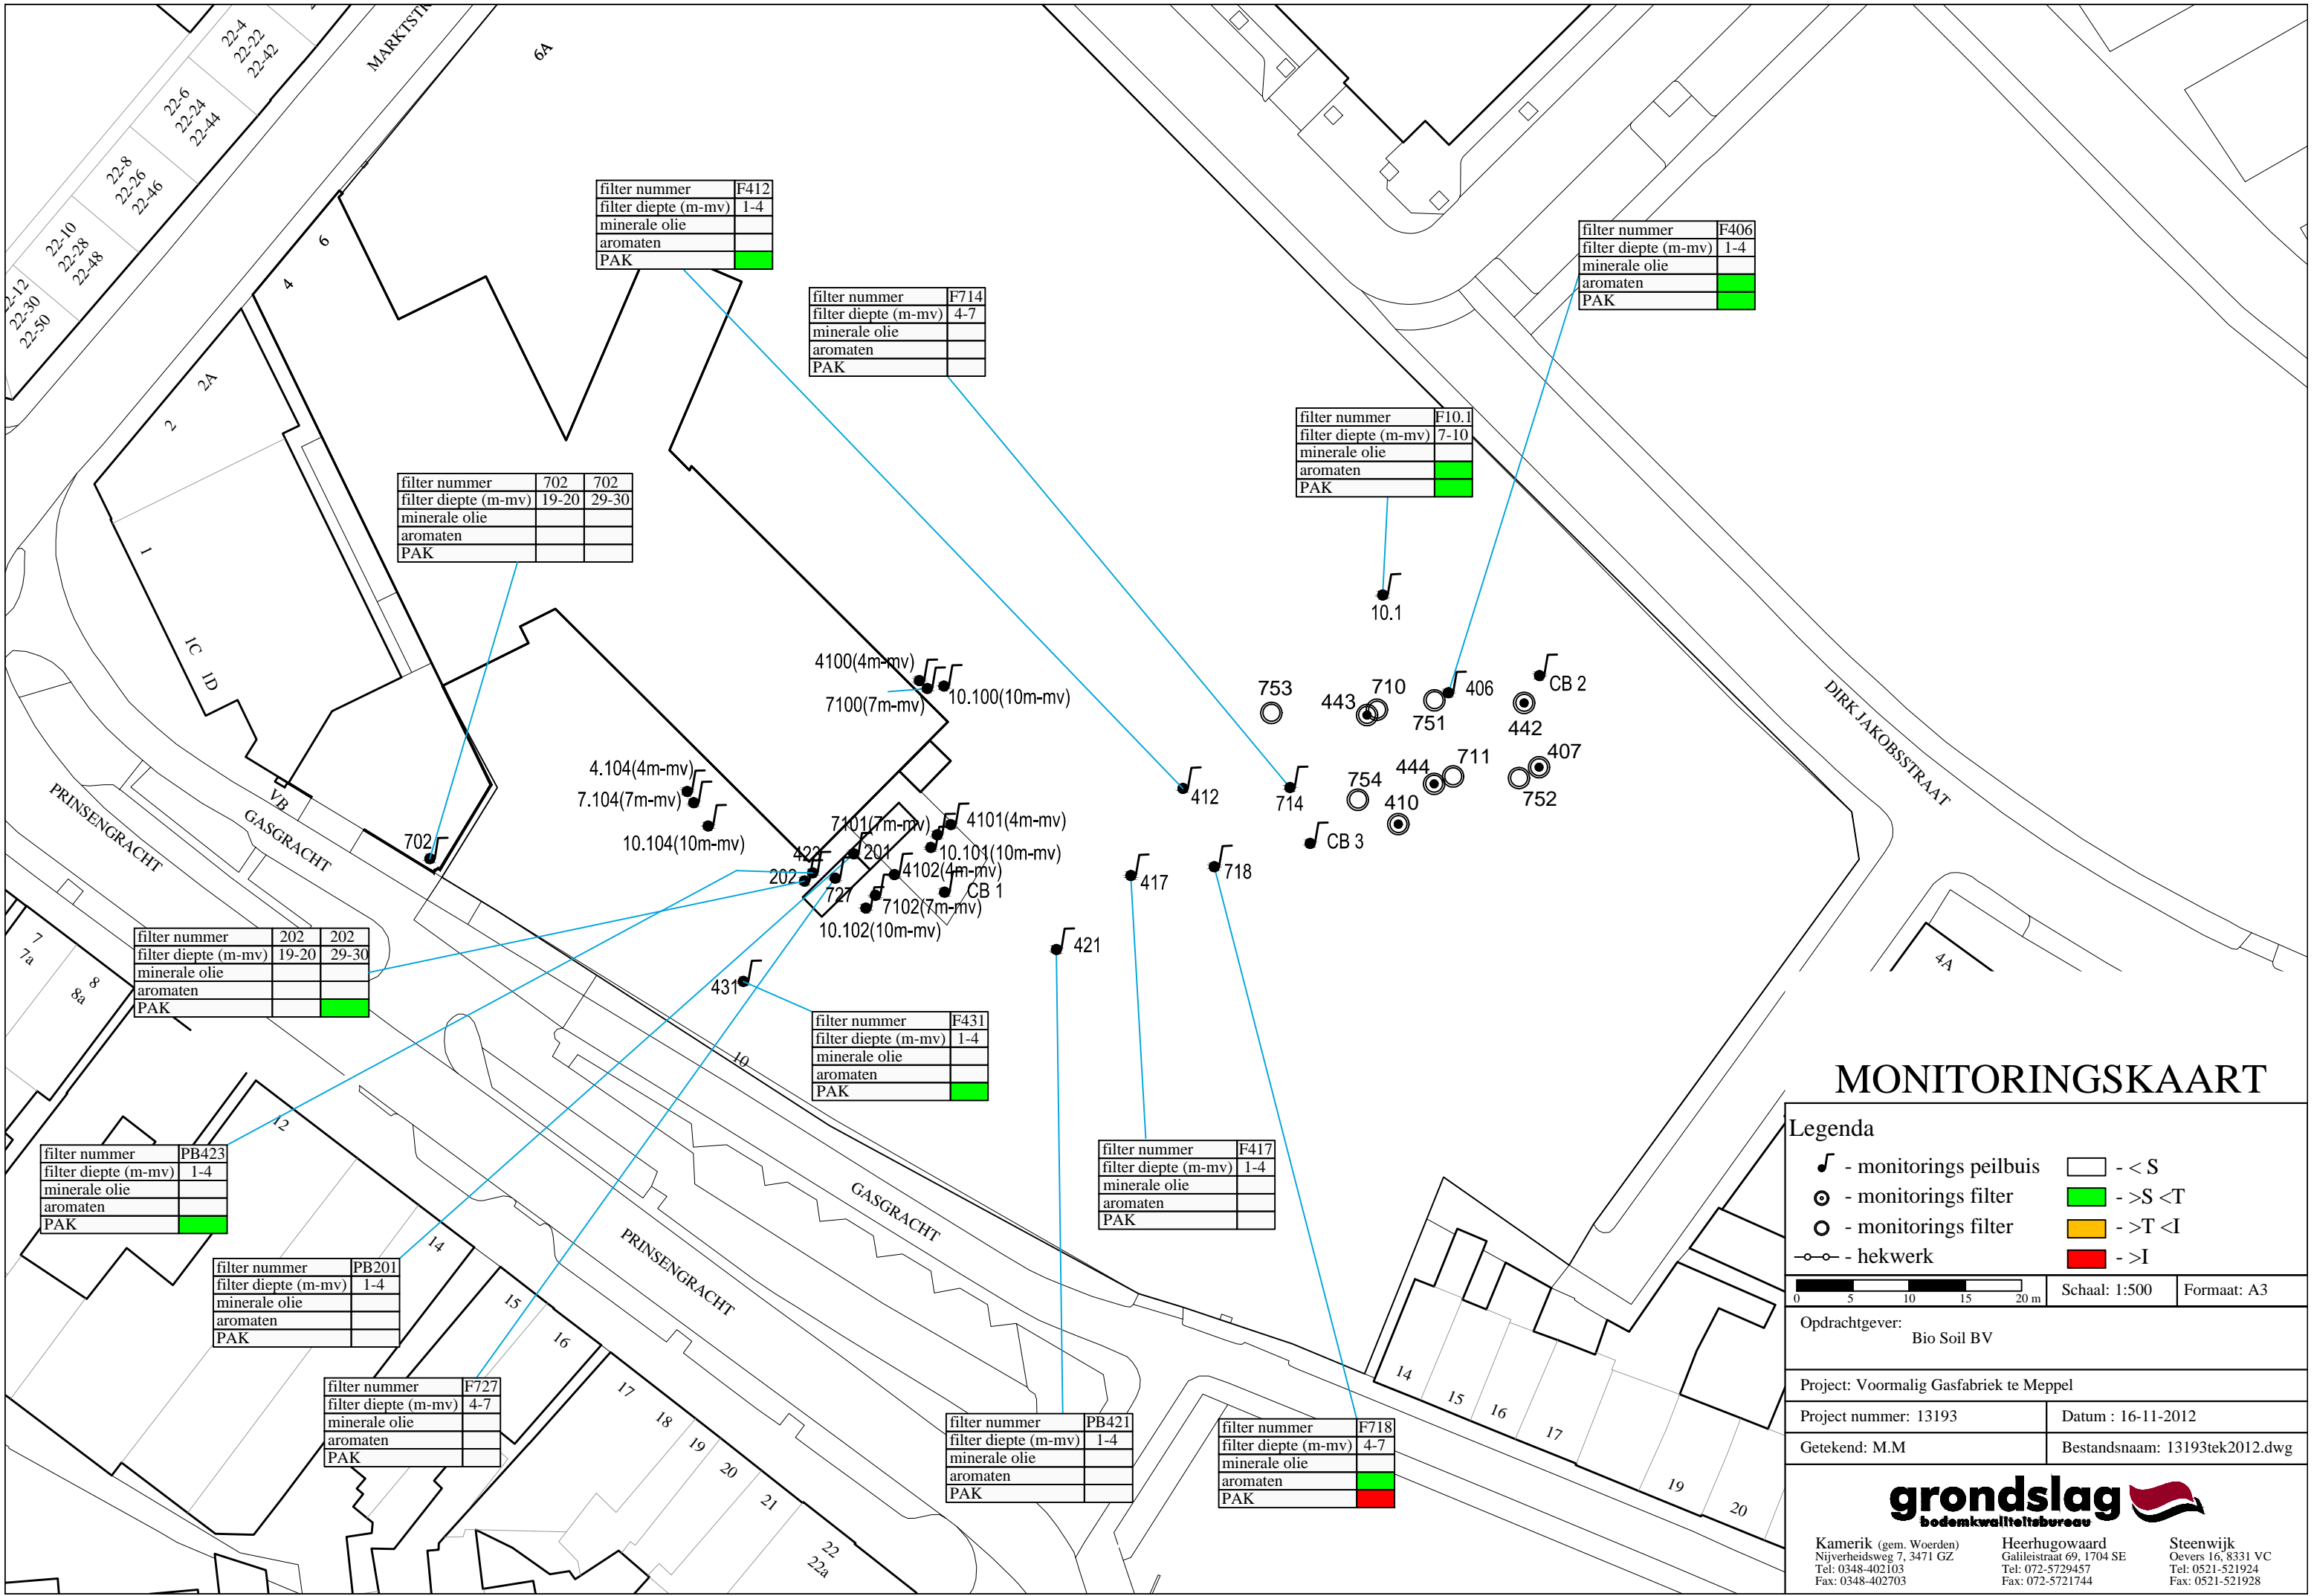 MARKTSTR
6A
22-4
22-22
22-42
22-6
22-24
22-44
22-8
22-26
22-46
22-10
22-28
22-48
22-30
22-50
6
4
2A
2
1
1C
1D
VB
filter nummer F412
filter diepte (m-mv) 1-4
minerale olie
aromaten
PAK
filter nummer F714
filter diepte (m-mv) 4-7
minerale olie
aromaten
PAK
filter nummer F406
filter diepte (m-mv) 1-4
minerale olie
aromaten
PAK
filter nummer F10.1
filter diepte (m-mv) 7-10
minerale olie
aromaten
PAK
filter nummer 702 702
filter diepte (m-mv) 19-20 29-30
minerale olie
aromaten
PAK
10.1
4100(4m-mv)
7100(7m-mv)
10.100(10m-mv)
753
443
710
751
406
CB 2
442
407
711
444
752
754
410
4.104(4m-mv)
7.104(7m-mv)
10.104(10m-mv)
412
714
CB 3
718
417
421
702
7101(7m-mv)
4101(4m-mv)
10.101(10m-mv)
201
202
727
4102(4m-mv)
CB 1
7102(7m-mv)
10.102(10m-mv)
431
DIRK JAKOBSSTRAAT
PRINSENGRACHT
GASGRACHT
4A
7
7a
8
8a
10
12
filter nummer 202 202
filter diepte (m-mv) 19-20 29-30
minerale olie
aromaten
PAK
filter nummer F431
filter diepte (m-mv) 1-4
minerale olie
aromaten
PAK
filter nummer PB423
filter diepte (m-mv) 1-4
minerale olie
aromaten
PAK
filter nummer F417
filter diepte (m-mv) 1-4
minerale olie
aromaten
PAK
filter nummer PB201
filter diepte (m-mv) 1-4
minerale olie
aromaten
PAK
filter nummer F727
filter diepte (m-mv) 4-7
minerale olie
aromaten
PAK
filter nummer PB421
filter diepte (m-mv) 1-4
minerale olie
aromaten
PAK
filter nummer F718
filter diepte (m-mv) 4-7
minerale olie
aromaten
PAK
GASGRACHT
PRINSENGRACHT
14
15
16
17
18
19
20
21
22
22a
14
15
16
17
19
20
MONITORINGSKAART
Legenda
- monitorings peilbuis
- monitorings filter
- monitorings filter
- hekwerk
- < S
- >S <T
- >T <I
- >I
0 5 10 15 20 m
Schaal: 1:500
Formaat: A3
Opdrachtgever:
Bio Soil BV
Project: Voormalig Gasfabriek te Meppel
Project nummer: 13193
Datum : 16-11-2012
Getekend: M.M
Bestandsnaam: 13193tek2012.dwg
grondslag
bodemkwaliteitsbureau
Kamerik (gem. Woerden)
Nijverheidsweg 7, 3471 GZ
Tel: 0348-402103
Fax: 0348-402703
Heerhugowaard
Galileistraat 69, 1704 SE
Tel: 072-5729457
Fax: 072-5721744
Steenwijk
Oevers 16, 8331 VC
Tel: 0521-521924
Fax: 0521-521928